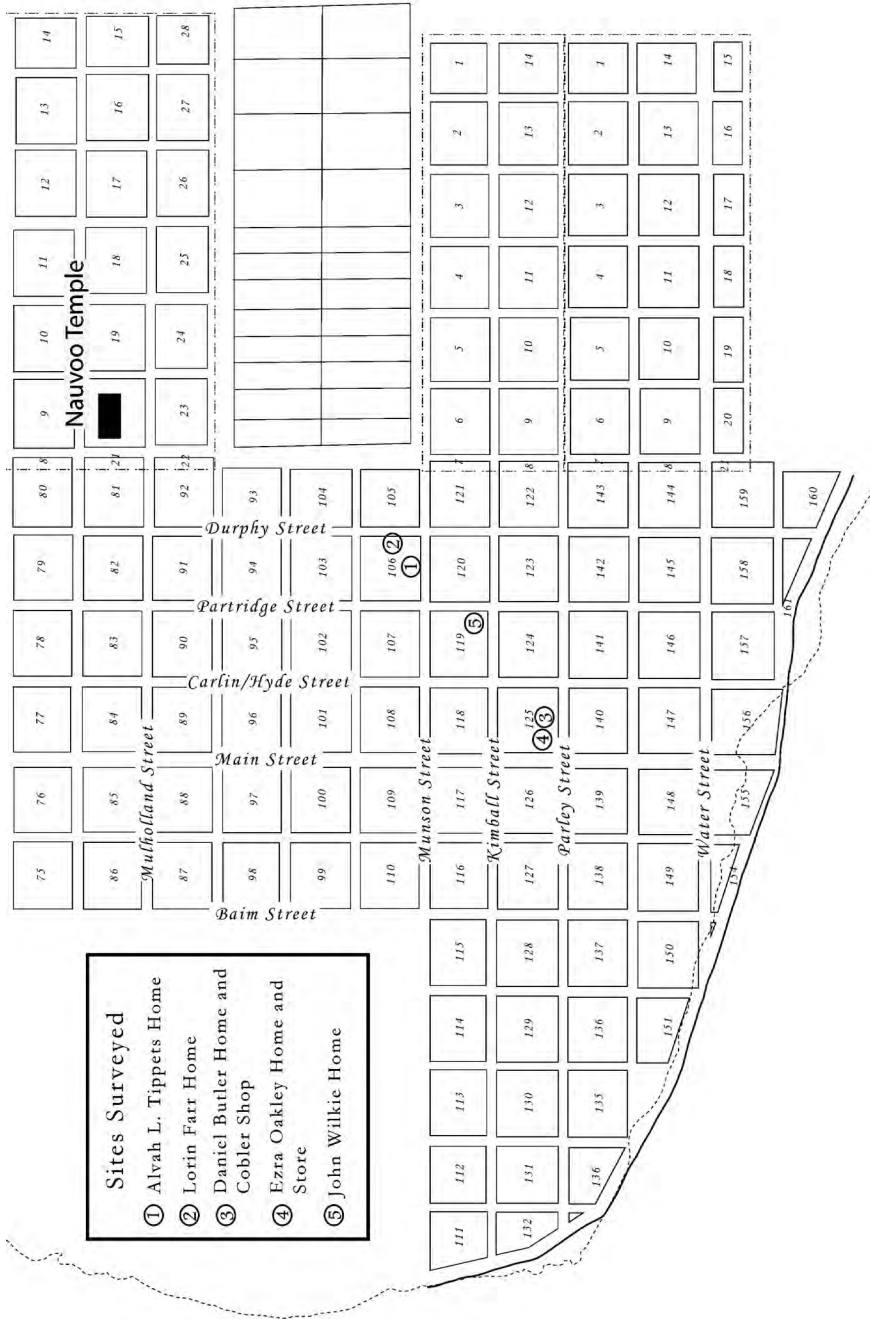 75 76 77 78 79 80 8 9 10 11 12 13 14
Nauvoo Temple
86 85 84 83 82 81 21 19 18 17 16 15
Mulholland Street
87 88 89 90 91 92 22 23 24 25 26 27 28
98 97 96 95 94 93
Baim Street
Main Street
Carlin/Hyde Street
Partridge Street
Durphy Street
99 100 101 102 103 104
110 109 108 107 106 105
1 2
Munson Street
111 112 113 114 115 116 117 118 119 120 121 7 6 5 4 3 2 1
5
Kimball Street
132 131 130 129 128 127 126 125 124 123 122 8 9 10 11 12 13 14
4 3
Parley Street
136 135 136 137 138 139 140 141 142 143 7 6 5 4 3 2 1
151 150 149 148 147 146 145 144 8 9 10 11 12 13 14
Water Street
154 155 156 157 158 159 21 20 19 18 17 16 15
161 160
Sites Surveyed
1 Alvah L. Tippets Home
2 Lorin Farr Home
3 Daniel Butler Home and
Cobler Shop
4 Ezra Oakley Home and
Store
5 John Wilkie Home